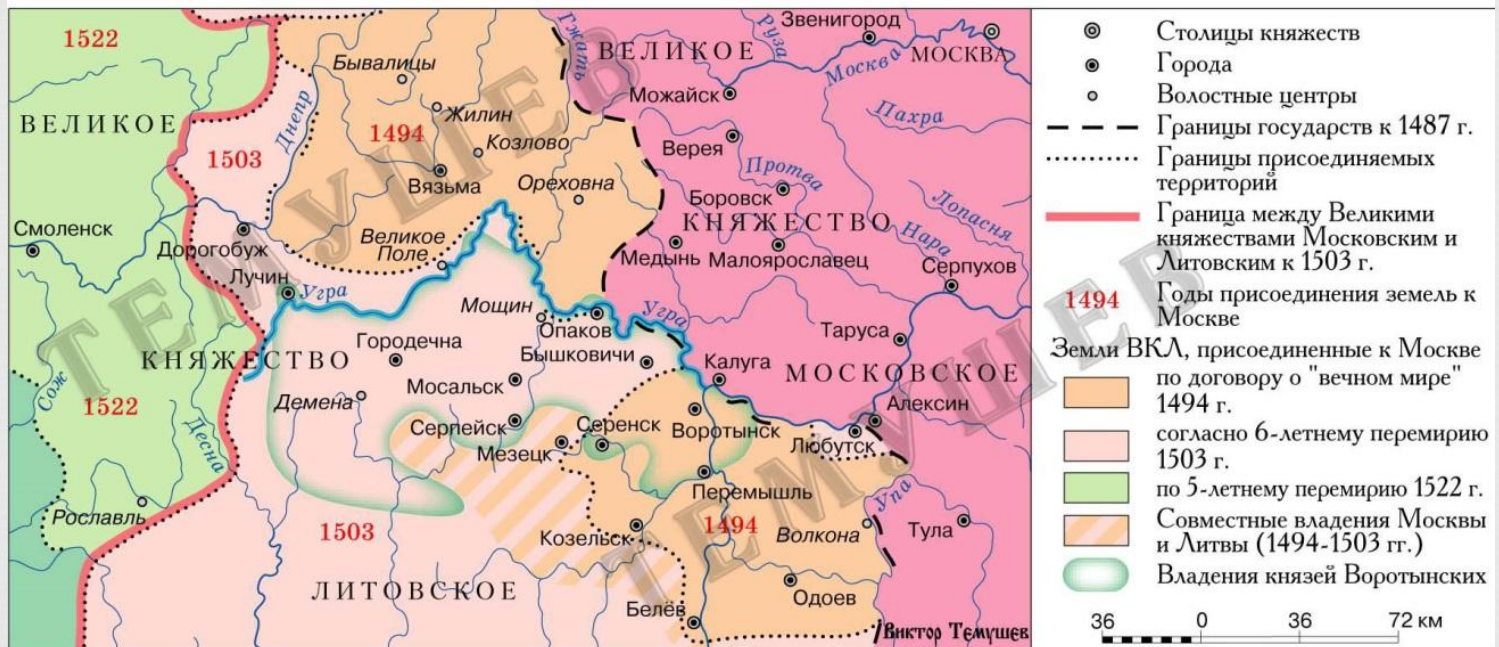 1522
Гжать
Руза
Звенигород
ВЕЛИКОЕ
МОСКВА
Бывалицы
Москва
Днепр
Можайск
ВЕЛИКОЕ
Жилин
1494
Пахра
1503
Козлово
Верея
Вязьма
Ореховна
Протва
Боровск
Лопасня
КНЯЖЕСТВО
Смоленск
Великое
Поле
Нара
Дорогобуж
Медынь
Малоярославец
Серпухов
Лучин
Угра
Мощин
Опаков
Угра
Таруса
Городечна
Бышковичи
КНЯЖЕСТВО
Калуга
МОСКОВСКОЕ
Сож
Мосальск
Демена
1522
Алексин
Десна
Серпейск
Серенск
Воротынск
Любутск
Мезецк
Перемышль
Упа
Рославль
1503
Козельск
1494
Волкона
Тула
ЛИТОВСКОЕ
Одоев
Белёв
Виктор Темушев
ТЕМУШЕВ
ТЕМУШЕВ
Столицы княжеств
Города
Волостные центры
Границы государств к 1487 г.
Границы присоединяемых
территорий
Граница между Великими
княжествами Московским и
Литовским к 1503 г.
1494
Годы присоединения земель к
Москве
Земли ВКЛ, присоединенные к Москве
по договору о "вечном мире"
1494 г.
согласно 6-летнему перемирию
1503 г.
по 5-летнему перемирию 1522 г.
Совместные владения Москвы
и Литвы (1494-1503 гг.)
Владения князей Воротынских
36 0 36 72 км